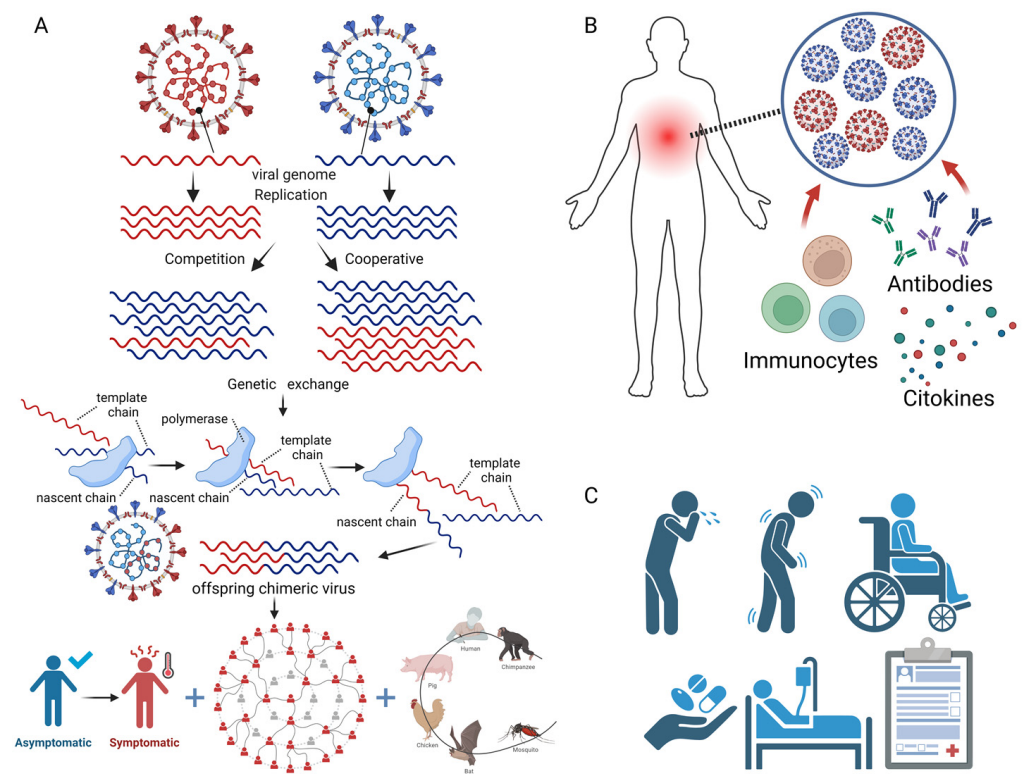 A
viral genome
Replication
Competition
Cooperative
Genetic exchange
template
chain
polymerase
template
chain
template
chain
nascent chain
nascent chain
nascent chain
offspring chimeric virus
Human
Chimpanzee
Pig
Chicken
Bat
Mosquito
Asymptomatic
Symptomatic
B
Antibodies
Immunocytes
Citokines
C